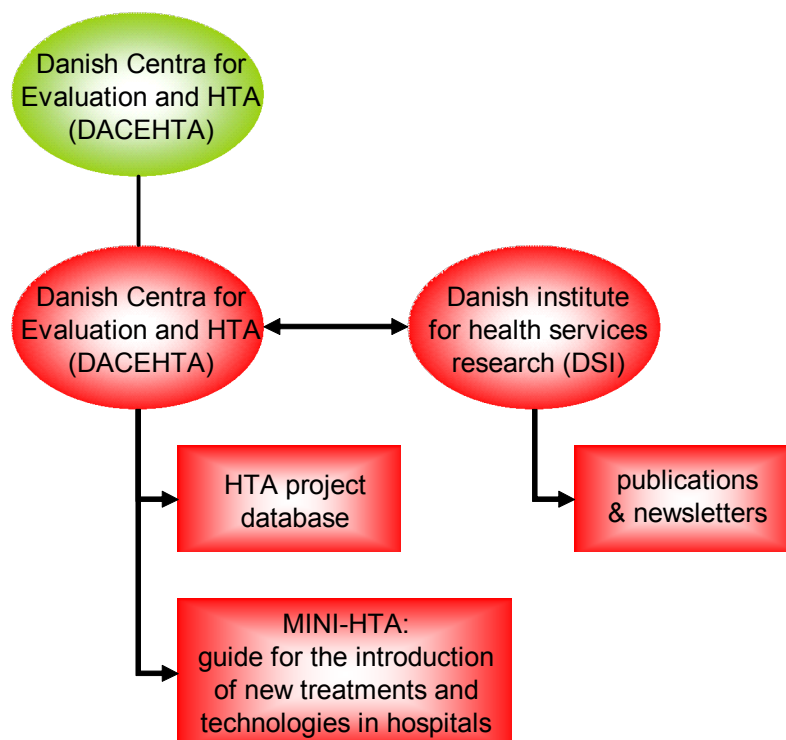 Danish Centra for
Evaluation and HTA
(DACEHTA)
Danish Centra for
Evaluation and HTA
(DACEHTA)
Danish institute
for health services
research (DSI)
HTA project
database
publications
& newsletters
MINI-HTA:
guide for the introduction
of new treatments and
technologies in hospitals